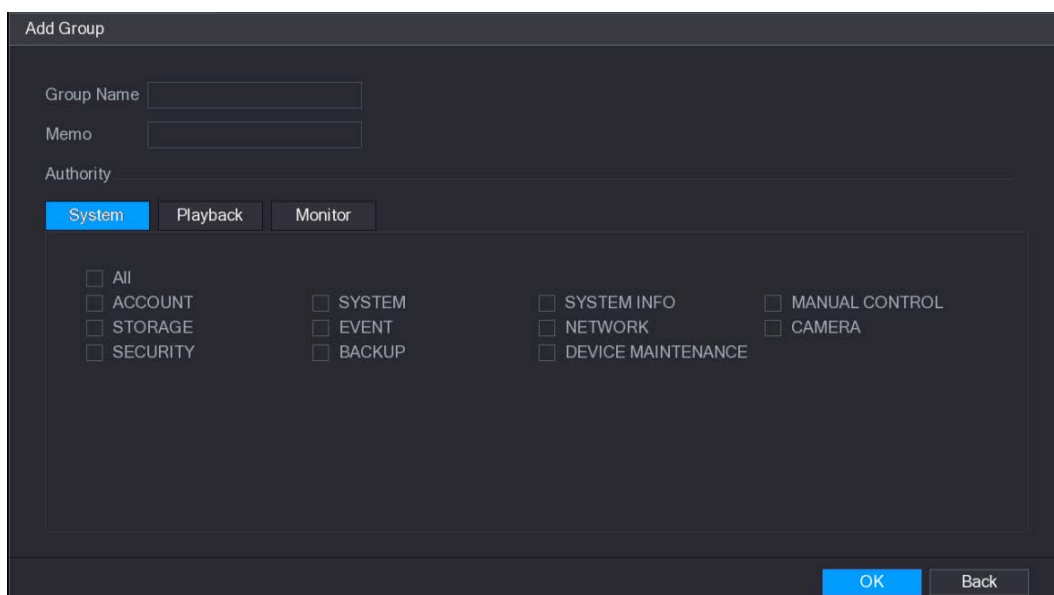 Add Group
Group Name
Memo
Authority
System Playback Monitor
All
ACCOUNT SYSTEM SYSTEM INFO MANUAL CONTROL
STORAGE EVENT NETWORK CAMERA
SECURITY BACKUP DEVICE MAINTENANCE
OK Back